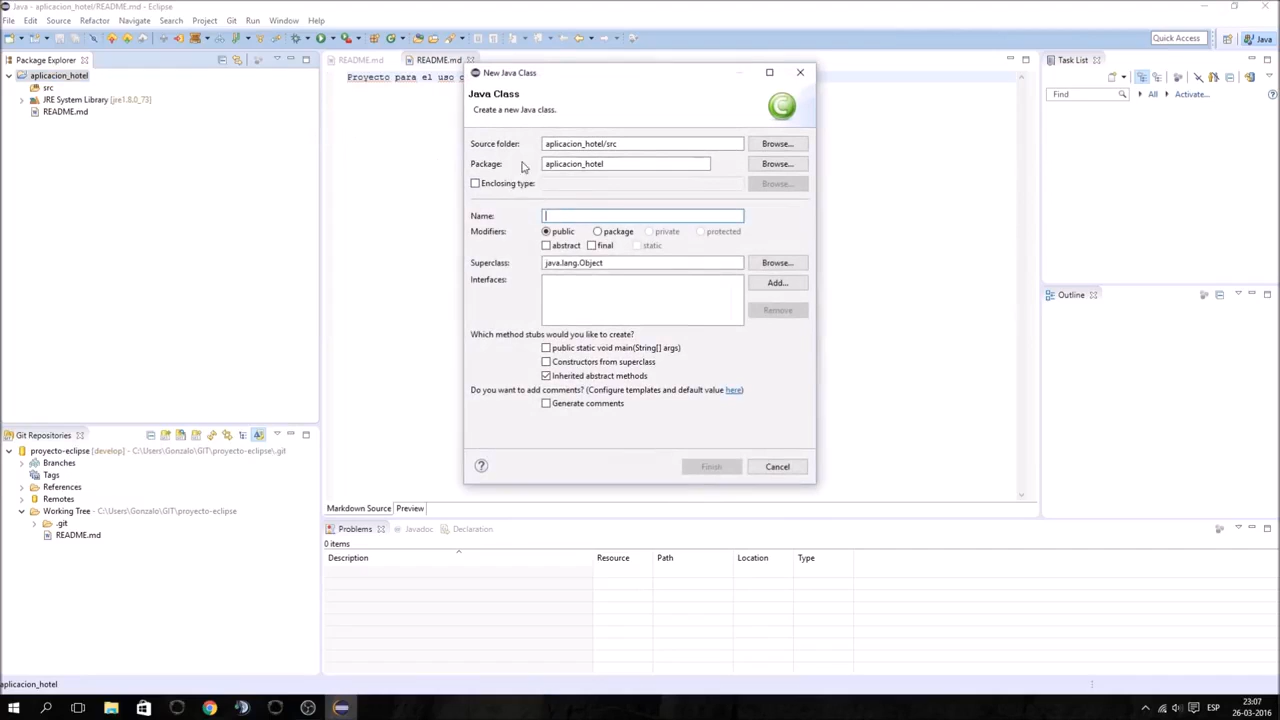 Java - aplicacion_hotel/README.md - Eclipse
File Edit Source Refactor Navigate Search Project Git Run Window Help
Quick Access
Java
Package Explorer
aplicacion_hotel
src
JRE System Library [jre1.8.0_73]
README.md
README.md
README.md
Proyecto para el uso
Task List
Find
All
Activate...
Outline
New Java Class
Java Class
Create a new Java class.
Source folder: aplicacion_hotel/src Browse...
Package: aplicacion_hotel Browse...
Enclosing type: Browse...
Name:
Modifiers: public package private protected
abstract final static
Superclass: java.lang.Object Browse...
Interfaces: Add...
Remove
Which method stubs would you like to create?
public static void main(String[] args)
Constructors from superclass
Inherited abstract methods
Do you want to add comments? (Configure templates and default value here)
Generate comments
Finish Cancel
Git Repositories
proyecto-eclipse [develop] - C:\Users\Gonzalo\GIT\proyecto-eclipse\.git
Branches
Tags
References
Remotes
Working Tree - C:\Users\Gonzalo\GIT\proyecto-eclipse
.git
README.md
Markdown Source Preview
Problems Javadoc Declaration
0 items
Description Resource Path Location Type
aplicacion_hotel
ESP
23:07
26-03-2016